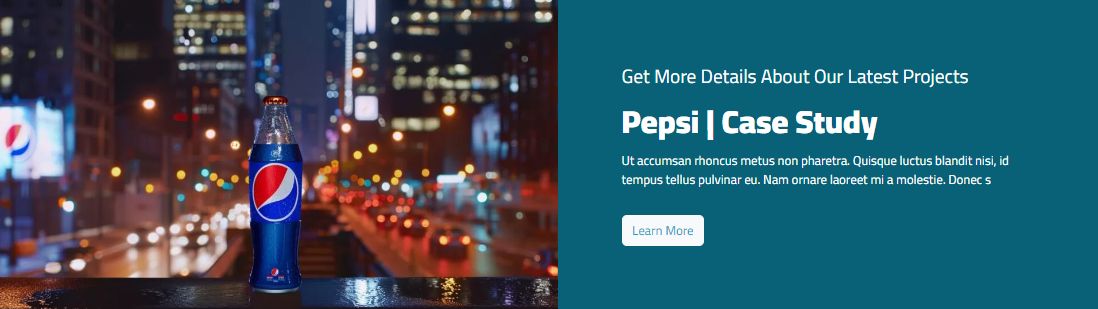 Get More Details About Our Latest Projects
Pepsi | Case Study
Ut accumsan rhoncus metus non pharetra. Quisque luctus blandit nisi, id
tempus tellus pulvinar eu. Nam ornare laoreet mi a molestie. Donec s
Learn More